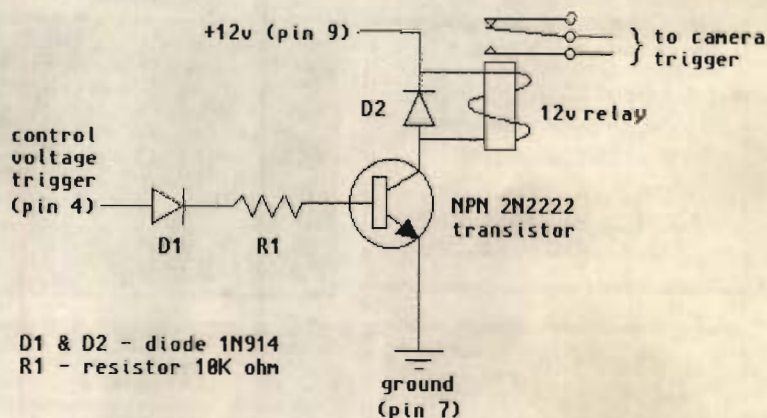 +12v (pin 9)
} to camera
trigger
D2
12v relay
control
voltage
trigger
(pin 4)
D1
R1
NPN 2N2222
transistor
D1 & D2 - diode 1N914
R1 - resistor 10K ohm
ground
(pin 7)